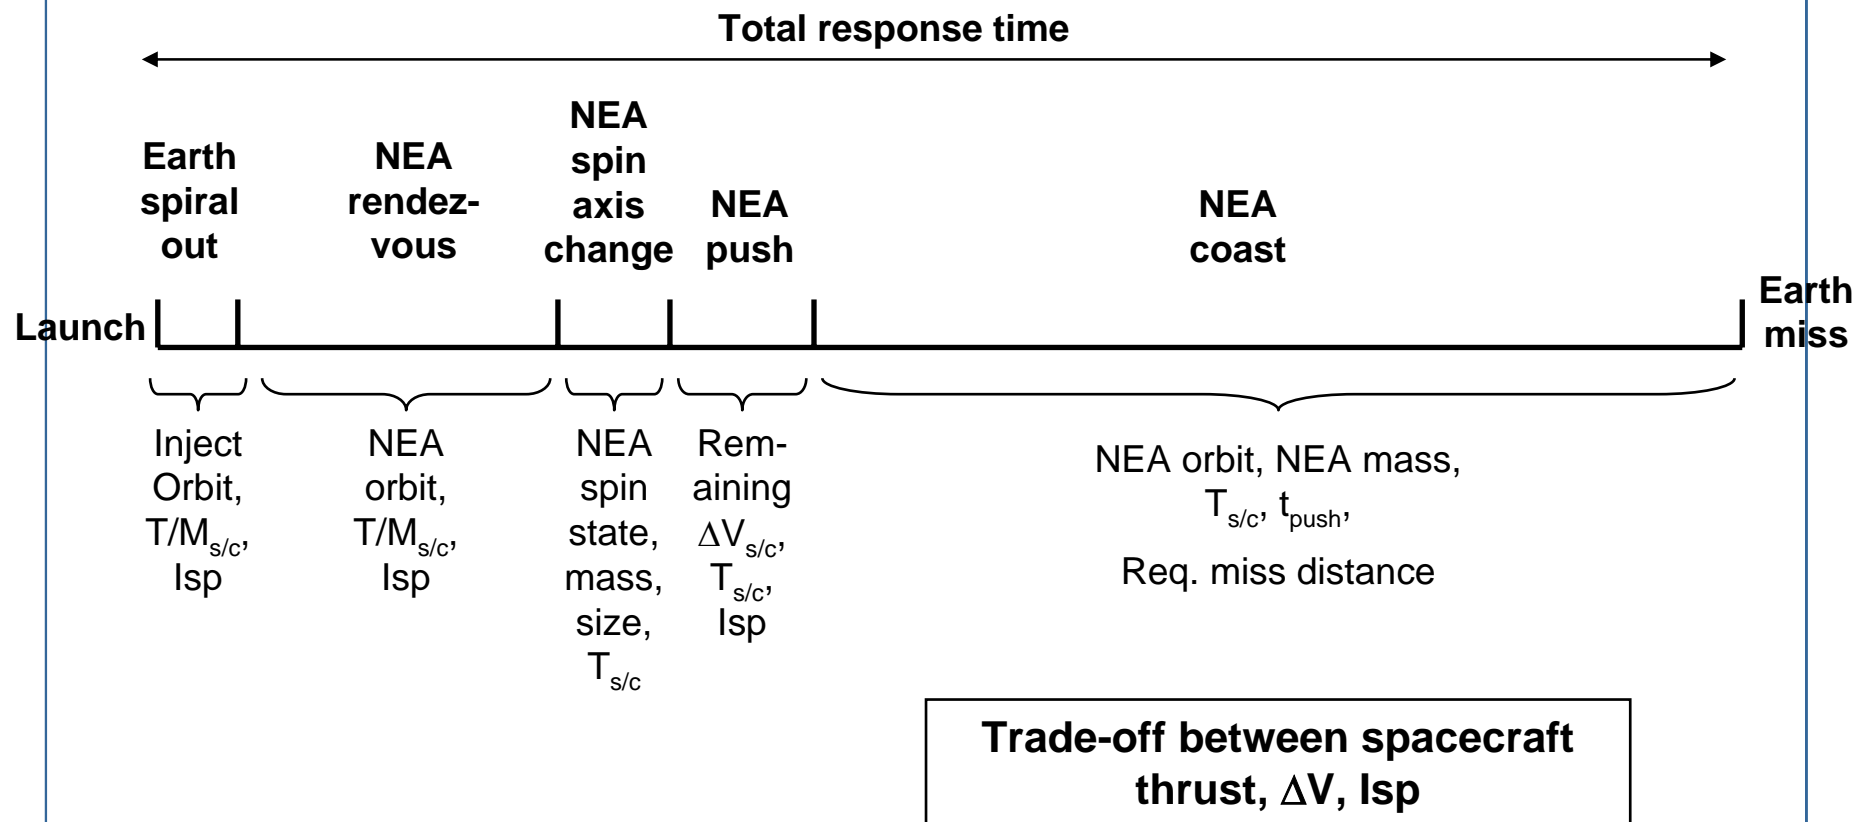 Total response time
Earth
spiral
out
NEA
rendez-
vous
NEA
spin
axis
change
NEA
push
NEA
coast
Launch
Earth
miss
Inject
Orbit,
T/Ms/c,
Isp
NEA
orbit,
T/Ms/c,
Isp
NEA
spin
state,
mass,
size,
Ts/c
Rem-
aining
ΔVs/c,
Ts/c,
Isp
NEA orbit, NEA mass,
Ts/c, tpush,
Req. miss distance
Trade-off between spacecraft
thrust, ΔV, Isp